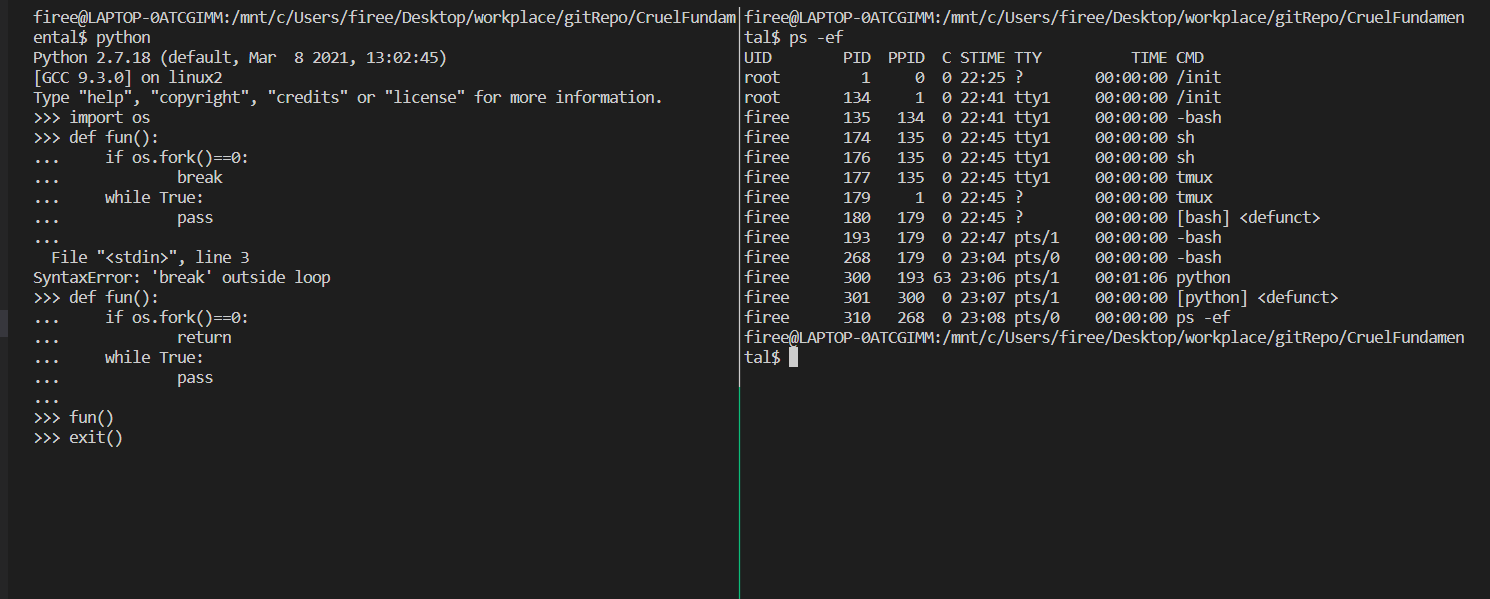 firee@LAPTOP-0ATCGIMM:/mnt/c/Users/firee/Desktop/workplace/gitRepo/CruelFundam
ental$ python
Python 2.7.18 (default, Mar  8 2021, 13:02:45)
[GCC 9.3.0] on linux2
Type "help", "copyright", "credits" or "license" for more information.
>>> import os
>>> def fun():
...     if os.fork()==0:
...             break
...     while True:
...             pass
...
  File "<stdin>", line 3
SyntaxError: 'break' outside loop
>>> def fun():
...     if os.fork()==0:
...             return
...     while True:
...             pass
...
>>> fun()
>>> exit()
firee@LAPTOP-0ATCGIMM:/mnt/c/Users/firee/Desktop/workplace/gitRepo/CruelFundamen
tal$ ps -ef
UID        PID  PPID  C STIME TTY          TIME CMD
root         1     0  0 22:25 ?        00:00:00 /init
root       134     1  0 22:41 tty1     00:00:00 /init
firee      135   134  0 22:41 tty1     00:00:00 -bash
firee      174   135  0 22:45 tty1     00:00:00 sh
firee      176   135  0 22:45 tty1     00:00:00 sh
firee      177   135  0 22:45 tty1     00:00:00 tmux
firee      179     1  0 22:45 ?        00:00:00 tmux
firee      180   179  0 22:45 ?        00:00:00 [bash] <defunct>
firee      193   179  0 22:47 pts/1    00:00:00 -bash
firee      268   179  0 23:04 pts/0    00:00:00 -bash
firee      300   193 63 23:06 pts/1    00:01:06 python
firee      301   300  0 23:07 pts/1    00:00:00 [python] <defunct>
firee      310   268  0 23:08 pts/0    00:00:00 ps -ef
firee@LAPTOP-0ATCGIMM:/mnt/c/Users/firee/Desktop/workplace/gitRepo/CruelFundamen
tal$